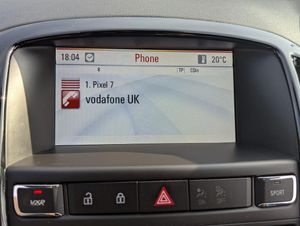 18:04
Phone
20°C
TP
1. Pixel 7
vodafone UK
SPORT